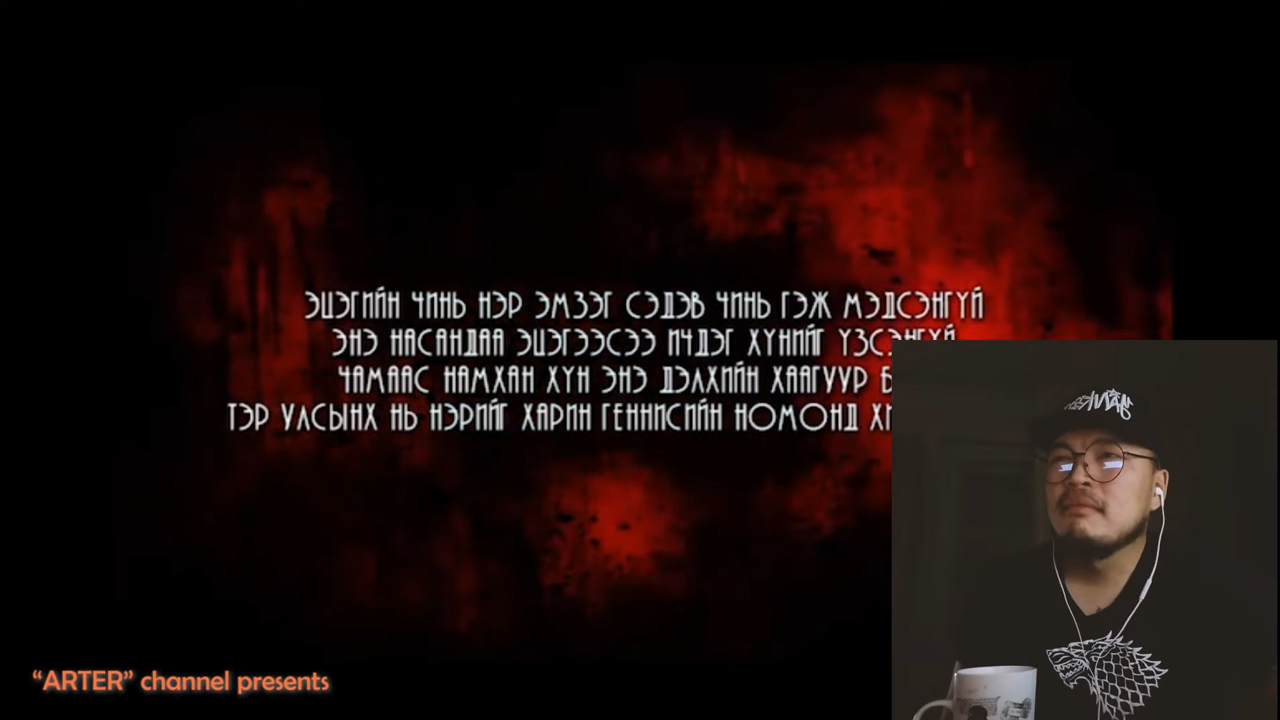 ЭЦЭГИЙН ЧИНЬ НЭР ЭМЗЭГ СЭДЭВ ЧИНЬ ГЭЖ МЭДСЭНГҮЙ
ЭНЭ НАСАНДАА ЭЦЭГЭЭСЭЭ ИЧДЭГ ХҮНИЙГ ҮЗСЭНГҮЙ
ЧАМААС НАМХАН ХҮН ЭНЭ ДЭЛХИЙН ХААГУУР
ТЭР УЛСЫНХ НЬ НЭРИЙГ ХАРИН ГЕННИСИЙН НОМОНД
“ARTER” channel presents